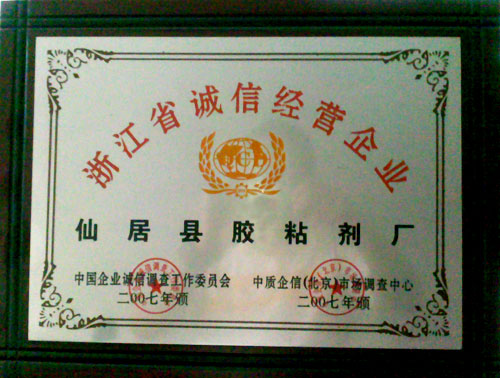 浙江省诚信经营企业
仙居县胶粘剂厂
中国企业诚信调查工作委员会
二00七年颁
中质企信(北京)市场调查中心
二00七年颁